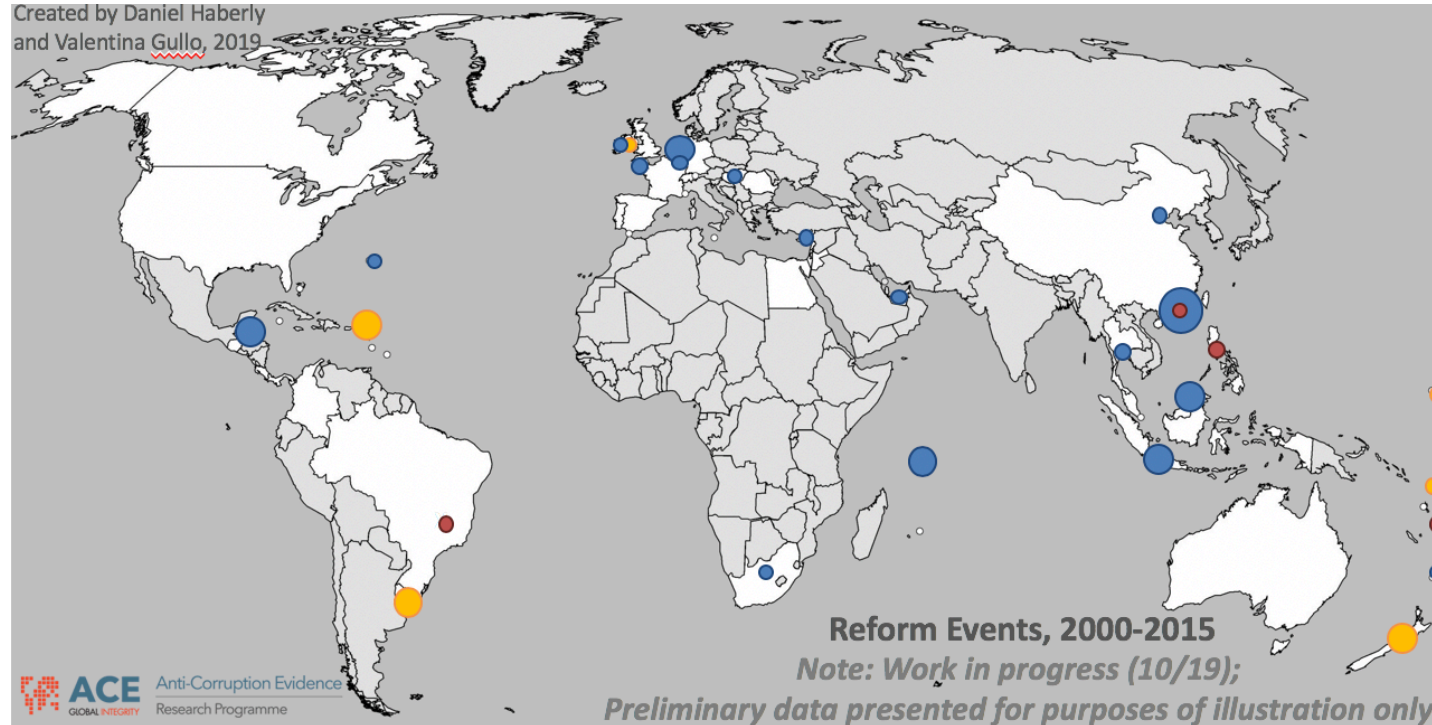 Created by Daniel Haberly
and Valentina Gullo, 2019
Reform Events, 2000-2015
Note: Work in progress (10/19);
Preliminary data presented for purposes of illustration only
ACE
GLOBAL INTEGRITY
Anti-Corruption Evidence
Research Programme